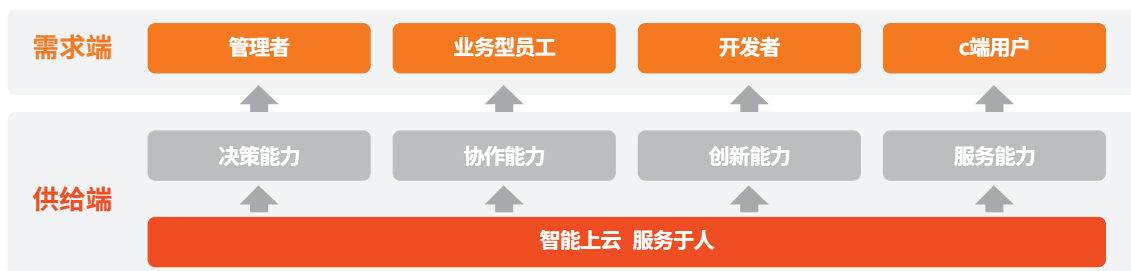 需求端
管理者
业务型员工
开发者
c端用户
决策能力
协作能力
创新能力
服务能力
供给端
智能上云 服务于人